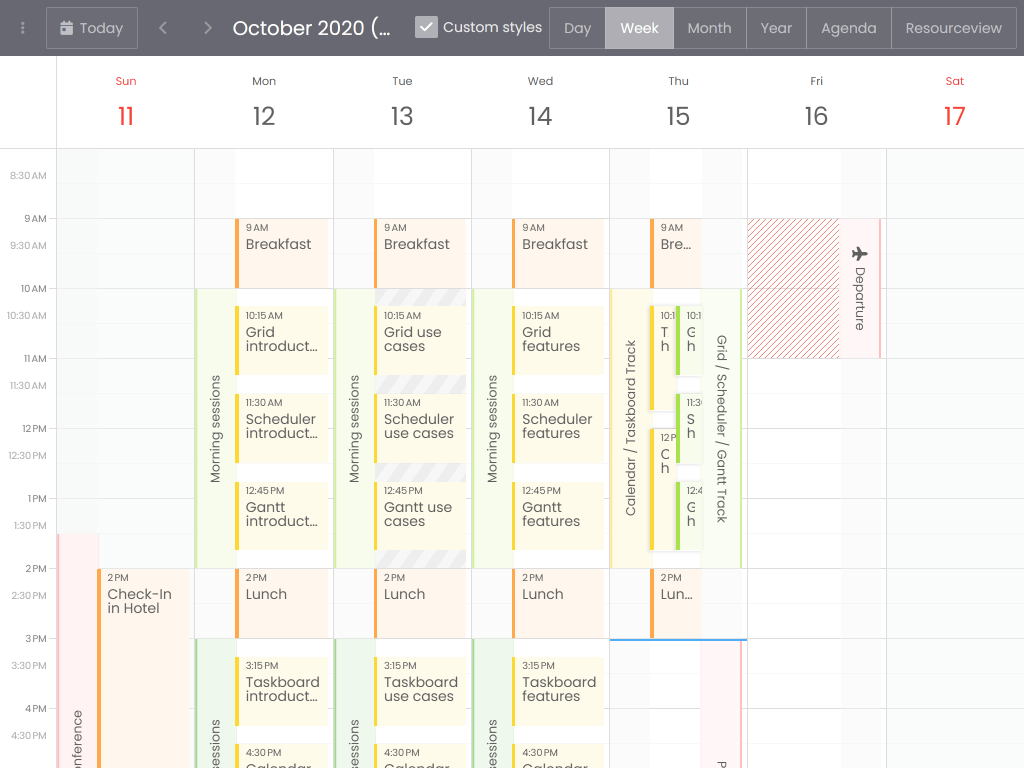 Today
October 2020 (...
Custom styles
Day
Week
Month
Year
Agenda
Resourceview
Sun
11
Mon
12
Tue
13
Wed
14
Thu
15
Fri
16
Sat
17
8:30 AM
9 AM
9:30 AM
10 AM
10:30 AM
11 AM
11:30 AM
12 PM
12:30 PM
1 PM
1:30 PM
2 PM
2:30 PM
3 PM
3:30 PM
4 PM
4:30 PM
onference
2 PM
Check-In
in Hotel
9 AM
Breakfast
Morning sessions
10:15 AM
Grid
introduct...
11:30 AM
Scheduler
introduct...
12:45 PM
Gantt
introduct...
2 PM
Lunch
sessions
3:15 PM
Taskboard
introduct...
4:30 PM
Calendar
9 AM
Breakfast
Morning sessions
10:15 AM
Grid use
cases
11:30 AM
Scheduler
use cases
12:45 PM
Gantt use
cases
2 PM
Lunch
sessions
3:15 PM
Taskboard
use cases
4:30 PM
Calendar
9 AM
Breakfast
Morning sessions
10:15 AM
Grid
features
11:30 AM
Scheduler
features
12:45 PM
Gantt
features
2 PM
Lunch
sessions
3:15 PM
Taskboard
features
4:30 PM
Calendar
9 AM
Bre...
Calendar / Taskboard Track
10:1
T
h
12 P
C
h
10:1
G
h
11:3
S
h
12:4
G
h
Grid / Scheduler / Gantt Track
2 PM
Lun...
P
Departure